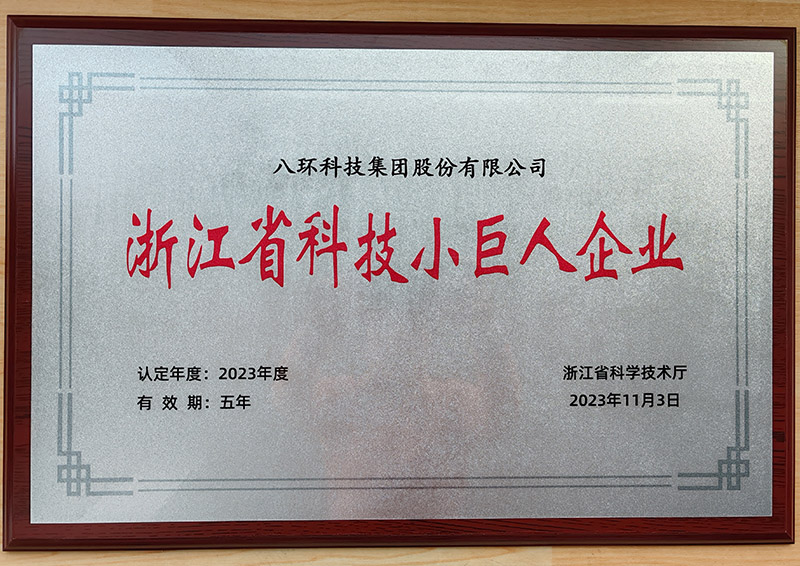 八环科技集团股份有限公司
浙江省科技小巨人企业
认定年度：2023年度
有 效 期：五年
浙江省科学技术厅
2023年11月3日